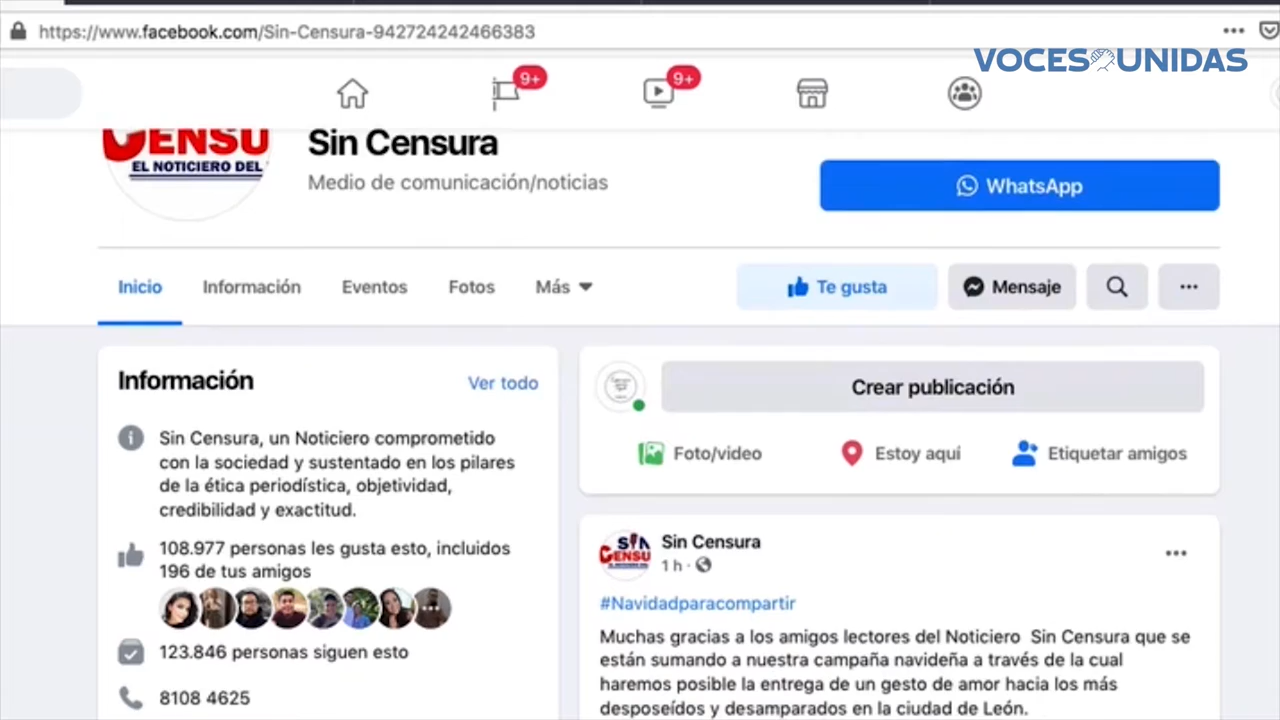 https://www.facebook.com/Sin-Censura-942724242466383
VOCES UNIDAS
9+
9+
CENSU
EL NOTICIERO DEL
Sin Censura
Medio de comunicación/noticias
WhatsApp
Inicio
Información
Eventos
Fotos
Más
Te gusta
Mensaje
Información
Ver todo
Sin Censura, un Noticiero comprometido
con la sociedad y sustentado en los pilares
de la ética periodística, objetividad,
credibilidad y exactitud.
108.977 personas les gusta esto, incluidos
196 de tus amigos
123.846 personas siguen esto
8108 4625
Crear publicación
Foto/video
Estoy aquí
Etiquetar amigos
SIN
CENSU
Sin Censura
1 h ·
#Navidadparacompartir
Muchas gracias a los amigos lectores del Noticiero Sin Censura que se
están sumando a nuestra campaña navideña a través de la cual
haremos posible la entrega de un gesto de amor hacia los más
desposeídos y desamparados en la ciudad de León.